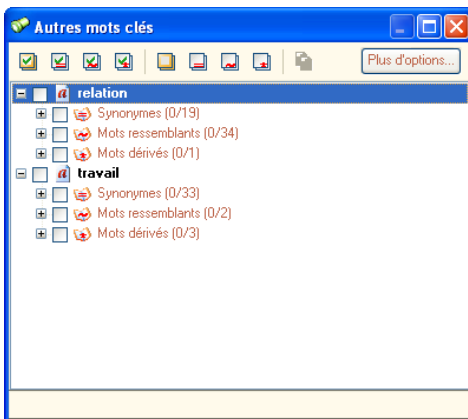 Autres mots clés
Plus d'options...
relation
Synonymes (0/19)
Mots ressemblants (0/34)
Mots dérivés (0/1)
travail
Synonymes (0/33)
Mots ressemblants (0/2)
Mots dérivés (0/3)